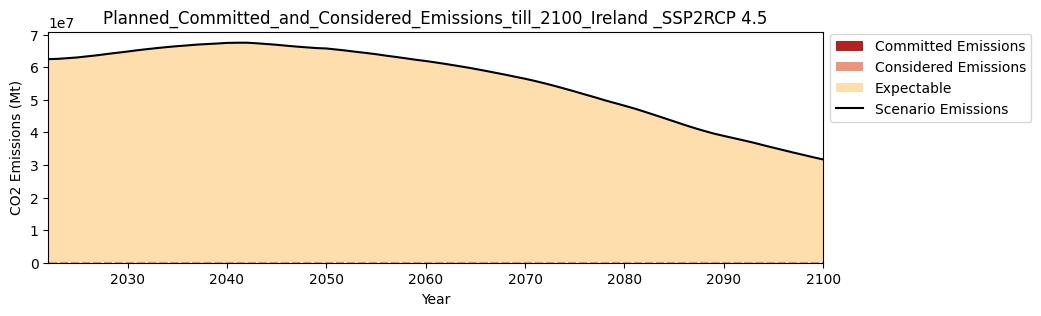 Planned_Committed_and_Considered_Emissions_till_2100_Ireland _SSP2RCP 4.5
1e7
7
6
5
4
3
2
1
0
CO2 Emissions (Mt)
2030 2040 2050 2060 2070 2080 2090 2100
Year
Committed Emissions
Considered Emissions
Expectable
Scenario Emissions